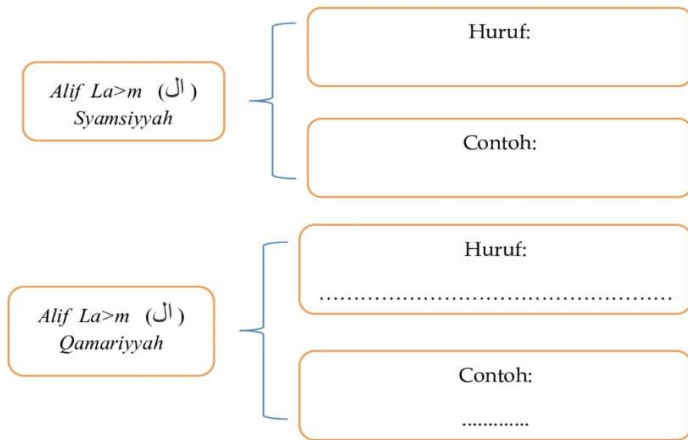 Huruf:
Alif La>m (ال)
Syamsiyyah
Contoh:
Huruf:
....................................................
Alif La>m (ال)
Qamariyyah
Contoh:
.............